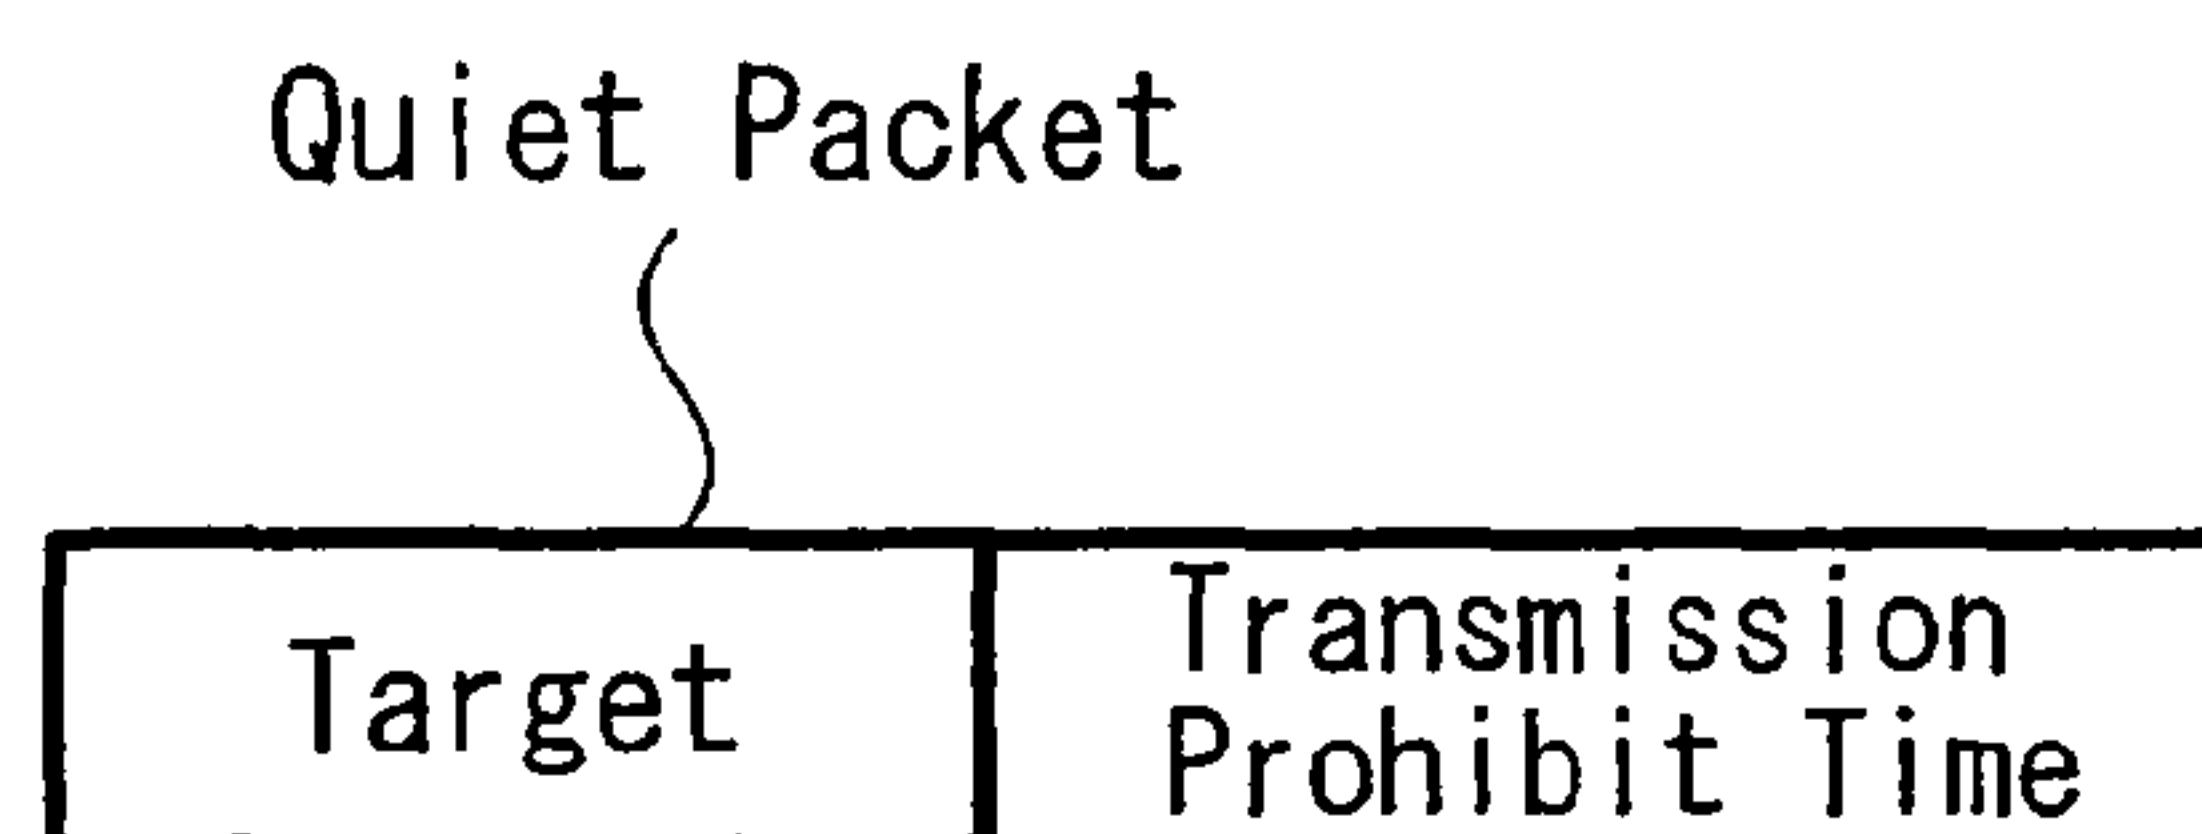 Quiet Packet
Target
Transmission
Prohibit Time